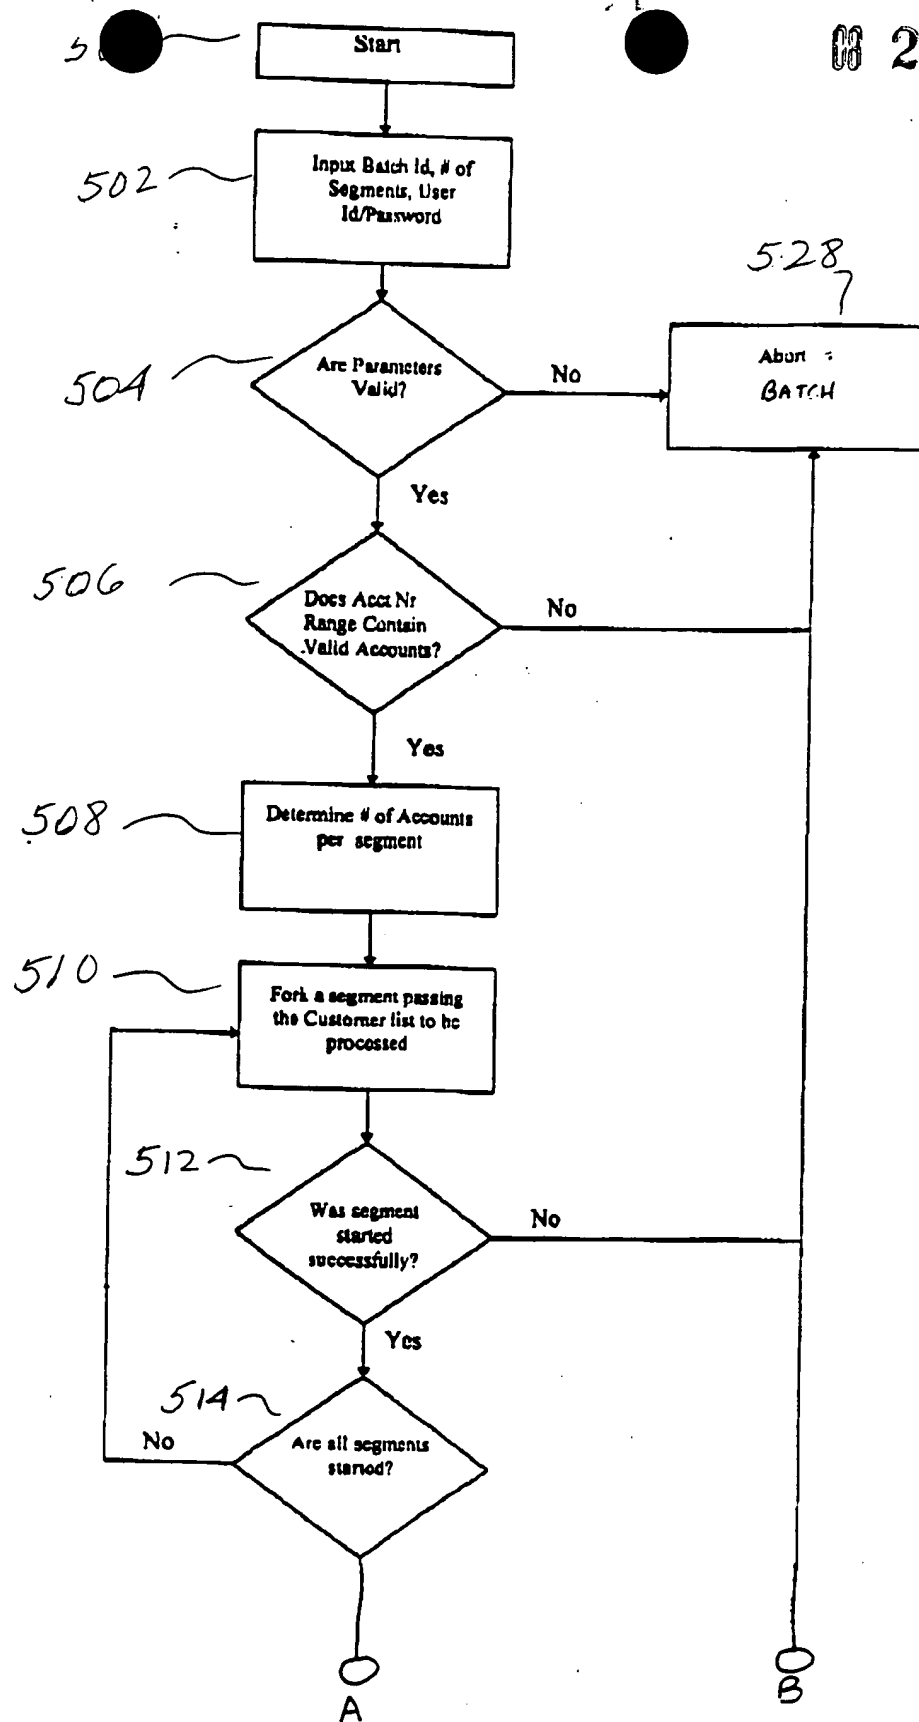 Start
2
502
Input Batch Id, # of
Segments, User
Id/Password
528
Abort :
BATCH
504
Are Parameters
Valid?
No
Yes
506
Does Acct Nr
Range Contain
Valid Accounts?
No
Yes
508
Determine # of Accounts
per segment
510
Fork a segment passing
the Customer list to be
processed
512
Was segment
started
successfully?
No
Yes
514
Are all segments
started?
No
A
B